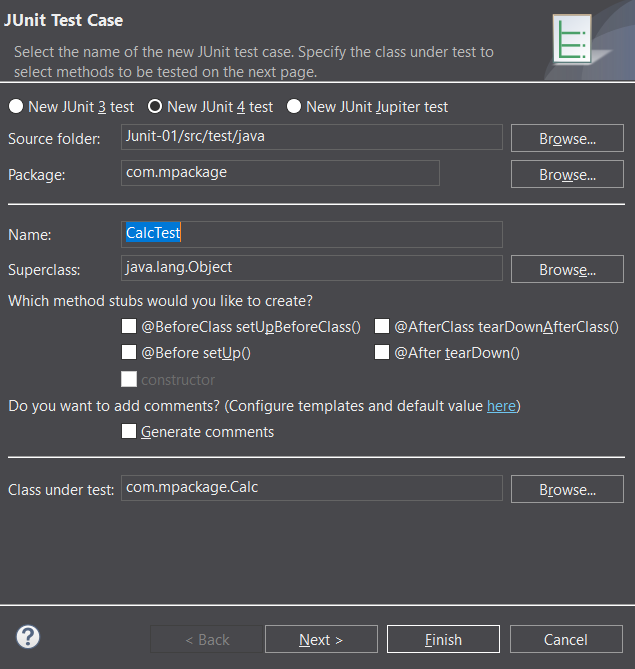 JUnit Test Case
Select the name of the new JUnit test case. Specify the class under test to
select methods to be tested on the next page.
New JUnit 3 test New JUnit 4 test New JUnit Jupiter test
Source folder: Junit-01/src/test/java Browse...
Package: com.mpackage Browse...
Name: CalcTest
Superclass: java.lang.Object Browse...
Which method stubs would you like to create?
@BeforeClass setUpBeforeClass() @AfterClass tearDownAfterClass()
@Before setUp() @After tearDown()
constructor
Do you want to add comments? (Configure templates and default value here)
Generate comments
Class under test: com.mpackage.Calc Browse...
? < Back Next > Finish Cancel